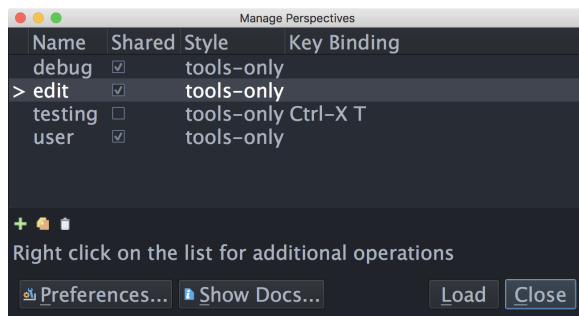 Manage Perspectives
Name Shared Style Key Binding
debug tools-only
> edit tools-only
testing tools-only Ctrl-X T
user tools-only
Right click on the list for additional operations
Preferences... Show Docs... Load Close